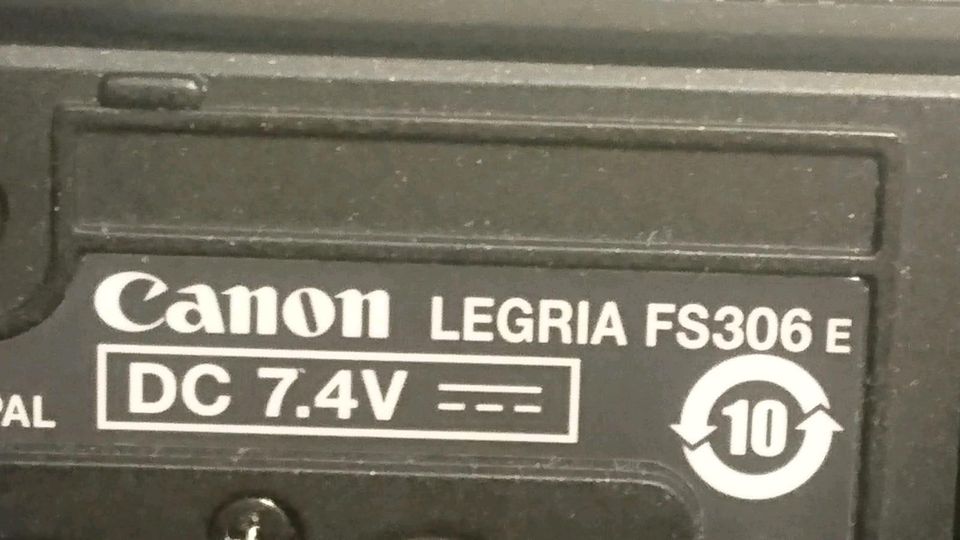 Canon LEGRIA FS306 E
DC 7.4V
PAL
10